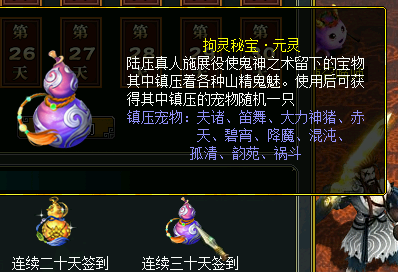 第
26
天
第
27
天
第
28
天
第
拘灵秘宝·元灵
陆压真人施展役使鬼神之术留下的宝物
其中镇压着各种山精鬼魅。使用后可获
得其中镇压的宠物随机一只
镇压宠物：夫诸、笛舞、大力神猪、赤
天、碧宵、降魔、混沌、
孤清、韵苑、祸斗
连续二十天签到
连续三十天签到